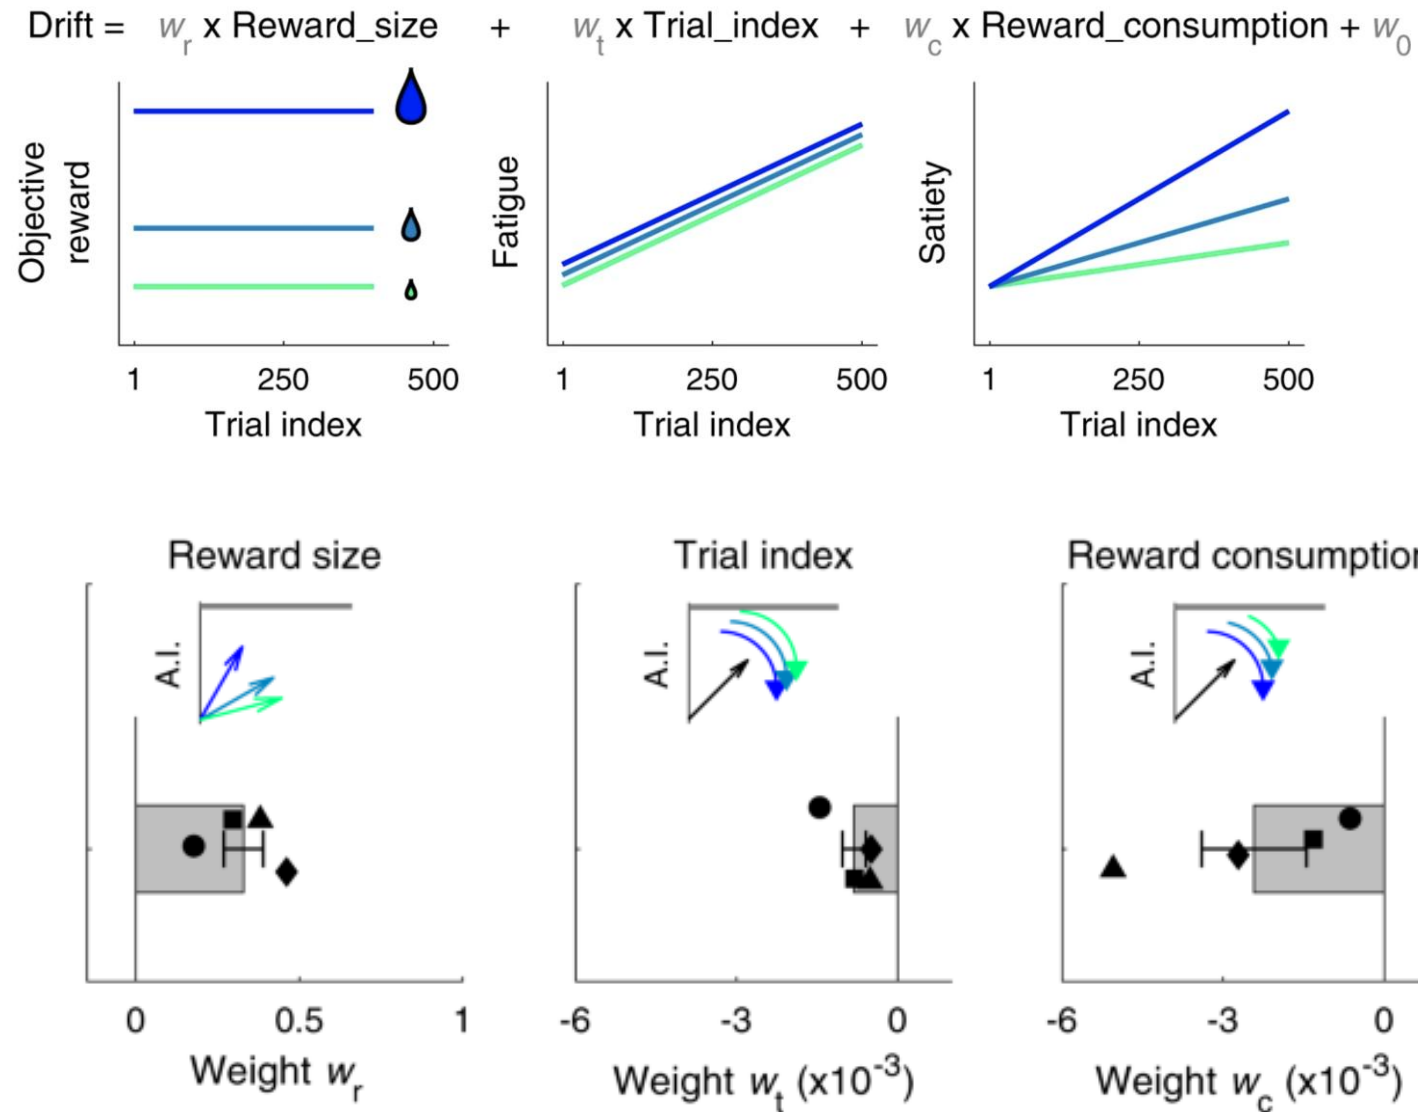 Drift = w_r x Reward_size + w_t x Trial_index + w_c x Reward_consumption + w_0
Objective
reward
1 250 500
Trial index
Fatigue
1 250 500
Trial index
Satiety
1 250 500
Trial index
Reward size
A.I.
0 0.5 1
Weight w_r
Trial index
A.I.
-6 -3 0
Weight w_t (x10^-3)
Reward consumption
A.I.
-6 -3 0
Weight w_c (x10^-3)